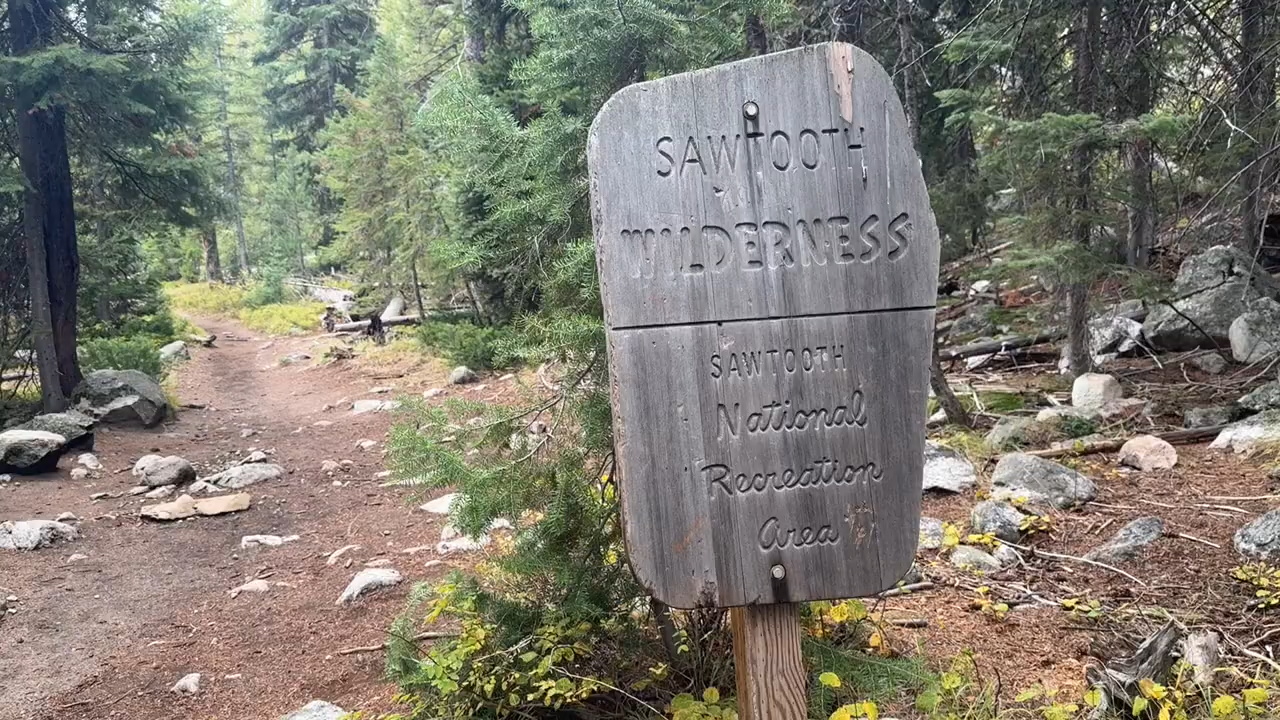 SAWTOOTH
WILDERNESS
SAWTOOTH
National
Recreation
Area